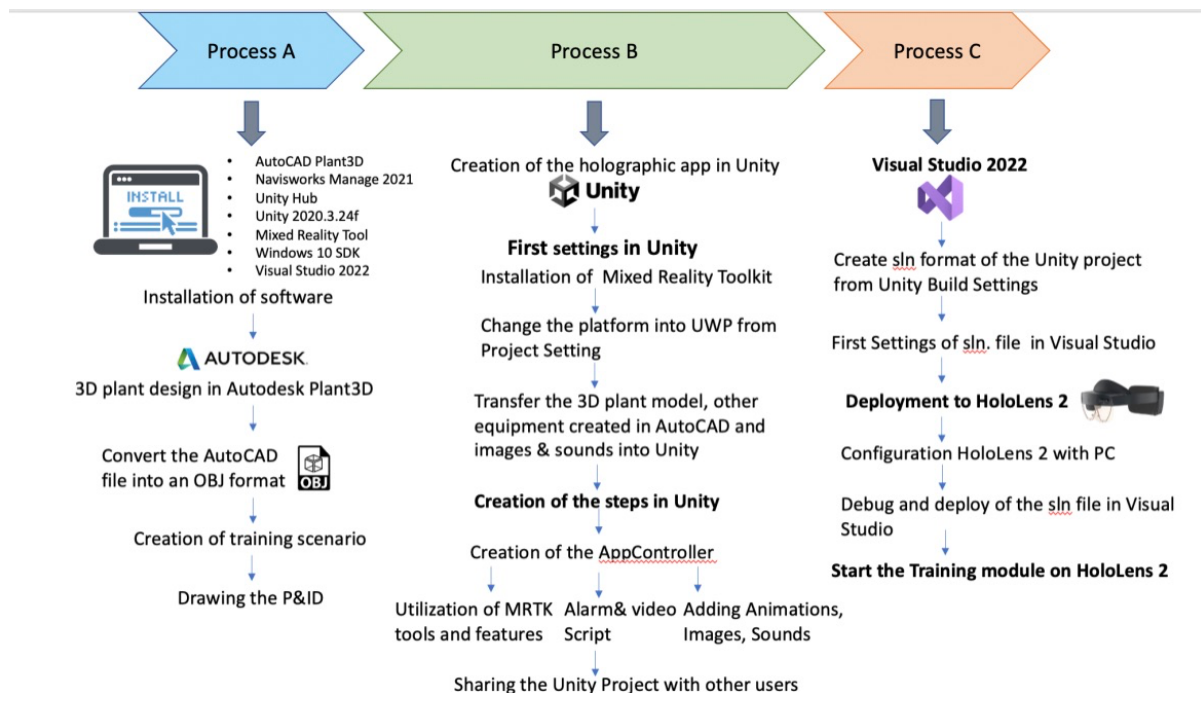 Process A
Process B
Process C
INSTALL
• AutoCAD Plant3D
• Navisworks Manage 2021
• Unity Hub
• Unity 2020.3.24f
• Mixed Reality Tool
• Windows 10 SDK
• Visual Studio 2022
Installation of software
AUTODESK.
3D plant design in Autodesk Plant3D
Convert the AutoCAD
file into an OBJ format
OBJ
Creation of training scenario
Drawing the P&ID
Creation of the holographic app in Unity
Unity
First settings in Unity
Installation of Mixed Reality Toolkit
Change the platform into UWP from
Project Setting
Transfer the 3D plant model, other
equipment created in AutoCAD and
images & sounds into Unity
Creation of the steps in Unity
Creation of the AppController
Utilization of MRTK
tools and features
Alarm& video
Script
Adding Animations,
Images, Sounds
Sharing the Unity Project with other users
Visual Studio 2022
Create sln format of the Unity project
from Unity Build Settings
First Settings of sln. file in Visual Studio
Deployment to HoloLens 2
Configuration HoloLens 2 with PC
Debug and deploy of the sln file in Visual
Studio
Start the Training module on HoloLens 2